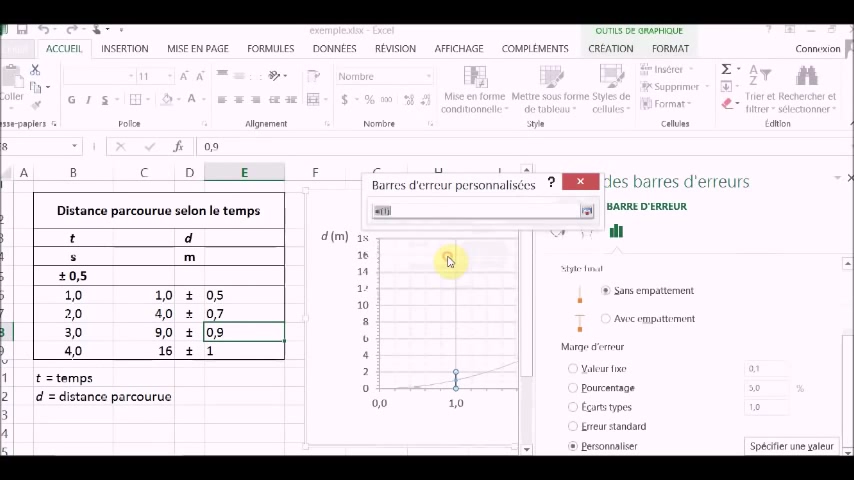 exemple.xlsx - Excel
OUTILS DE GRAPHIQUE
ACCUEIL INSERTION MISE EN PAGE FORMULES DONNÉES RÉVISION AFFICHAGE COMPLÉMENTS CRÉATION FORMAT Connexion
11 A A
Coller
G I S
Nombre
$ % 000
Mise en forme
conditionnelle
Mettre sous forme
de tableau
Styles de
cellules
Insérer
Supprimer
Format
Trier et
filtrer
Rechercher et
sélectionner
Police Alignement Nombre Style Cellules Édition
fx 0,9
A B C D E F
Distance parcourue selon le temps
t d
s m
± 0,5
1,0 1,0 ± 0,5
2,0 4,0 ± 0,7
3,0 9,0 ± 0,9
4,0 16 ± 1
t = temps
d = distance parcourue
Barres d'erreur personnalisées ? ×
d (m)
18
16
14
12
10
8
6
4
2
0
0,0 1,0
des barres d'erreurs
BARRE D'ERREUR
Style final
Sans empattement
Avec empattement
Marge d'erreur
Valeur fixe 0,1
Pourcentage 5,0 %
Écarts types 1,0
Erreur standard
Personnaliser Spécifier une valeur